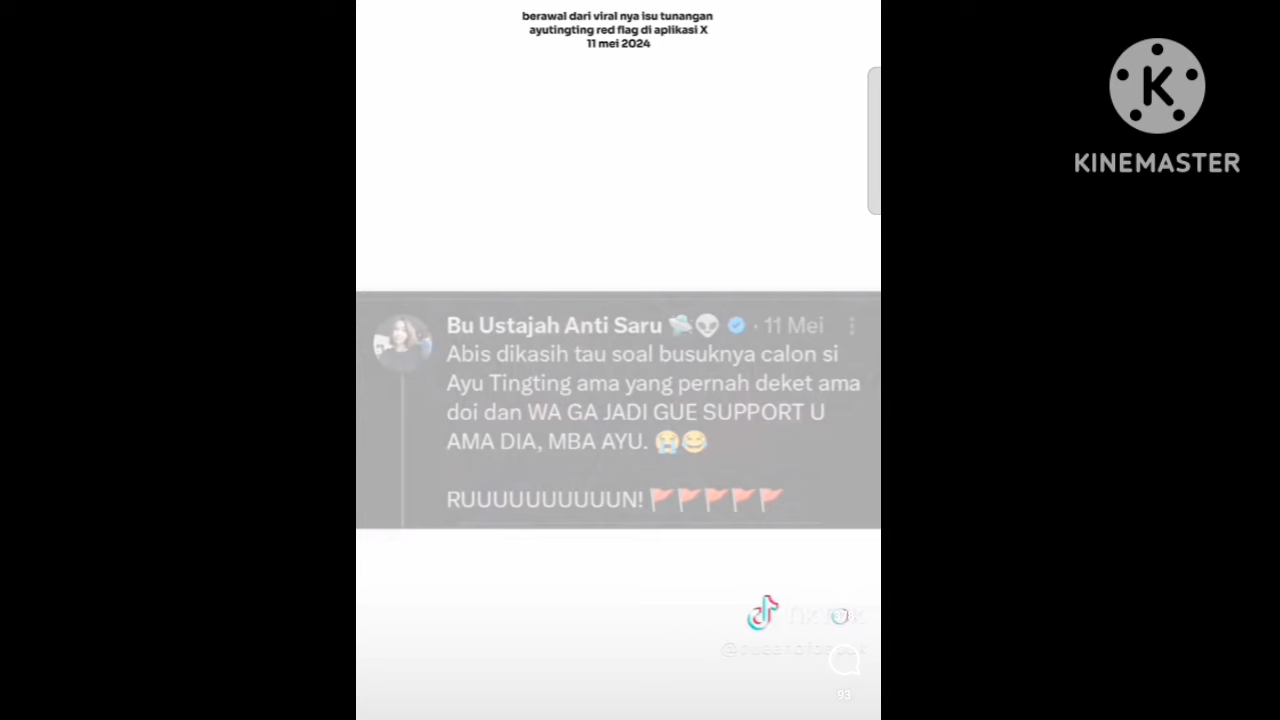 berawal dari viral nya isu tunangan
ayutingting red flag di aplikasi X
11 mei 2024
K
KINEMASTER
Bu Ustajah Anti Saru 🛸👽 · 11 Mei
Abis dikasih tau soal busuknya calon si
Ayu Tingting ama yang pernah deket ama
doi dan WA GA JADI GUE SUPPORT U
AMA DIA, MBA AYU. 😭😂
RUUUUUUUUUUN! 🚩🚩🚩🚩🚩
93